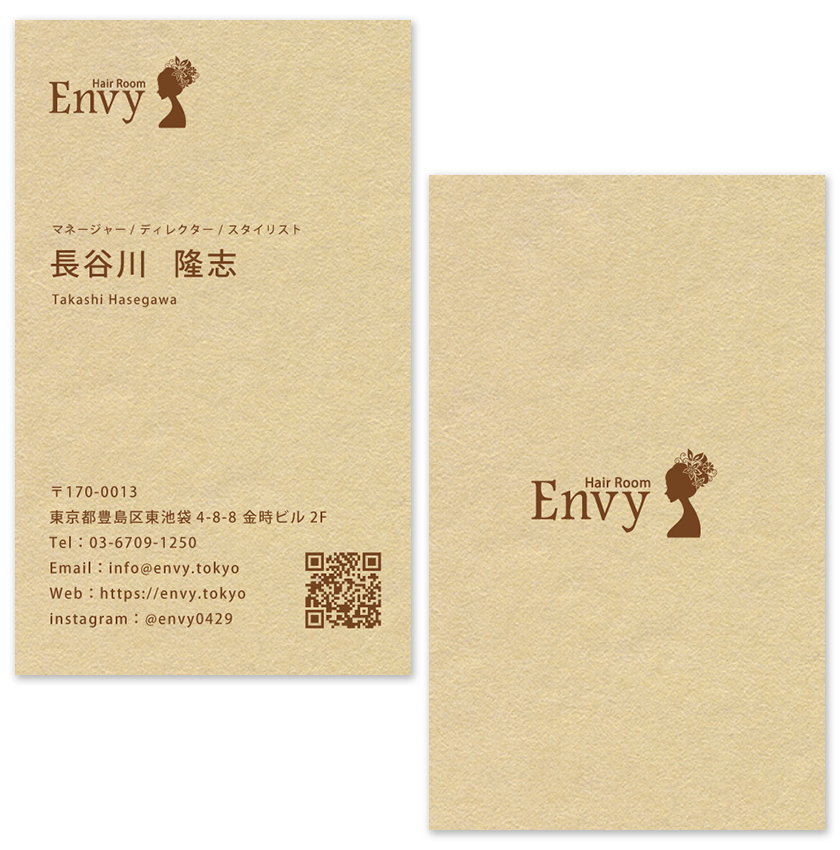 Hair Room
Envy
マネージャー / ディレクター / スタイリスト
長谷川 隆志
Takashi Hasegawa
〒170-0013
東京都豊島区東池袋 4-8-8 金時ビル 2F
Tel：03-6709-1250
Email：info@envy.tokyo
Web：https://envy.tokyo
instagram：@envy0429
Hair Room
Envy